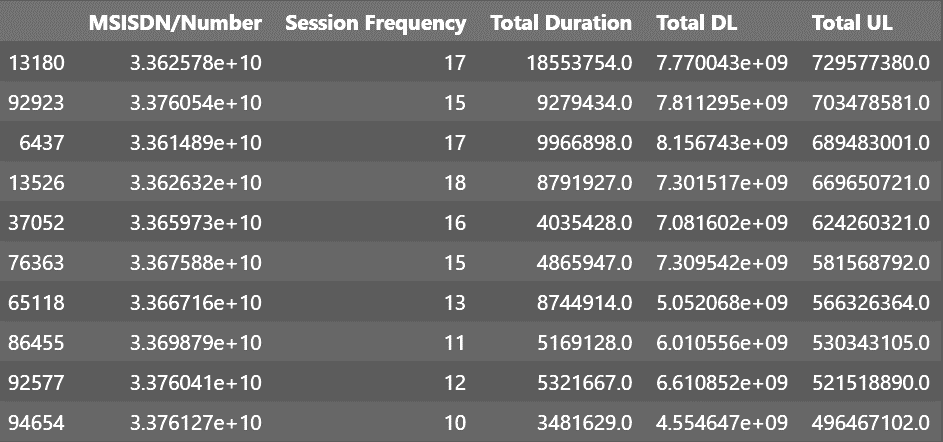 MSISDN/Number Session Frequency Total Duration Total DL Total UL
13180 3.362578e+10 17 18553754.0 7.770043e+09 729577380.0
92923 3.376054e+10 15 9279434.0 7.811295e+09 703478581.0
6437 3.361489e+10 17 9966898.0 8.156743e+09 689483001.0
13526 3.362632e+10 18 8791927.0 7.301517e+09 669650721.0
37052 3.365973e+10 16 4035428.0 7.081602e+09 624260321.0
76363 3.367588e+10 15 4865947.0 7.309542e+09 581568792.0
65118 3.366716e+10 13 8744914.0 5.052068e+09 566326364.0
86455 3.369879e+10 11 5169128.0 6.010556e+09 530343105.0
92577 3.376041e+10 12 5321667.0 6.610852e+09 521518890.0
94654 3.376127e+10 10 3481629.0 4.554647e+09 496467102.0